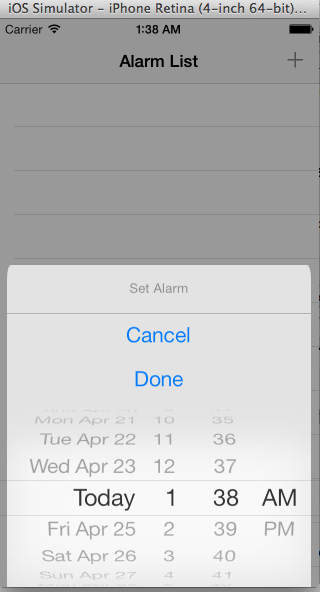 iOS Simulator – iPhone Retina (4-inch 64-bit)...
Carrier 1:38 AM
Alarm List +
Set Alarm
Cancel
Done
Mon Apr 21 10 35
Tue Apr 22 11 36
Wed Apr 23 12 37
Today 1 38 AM
Fri Apr 25 2 39 PM
Sat Apr 26 3 40
Sun Apr 27 4 41